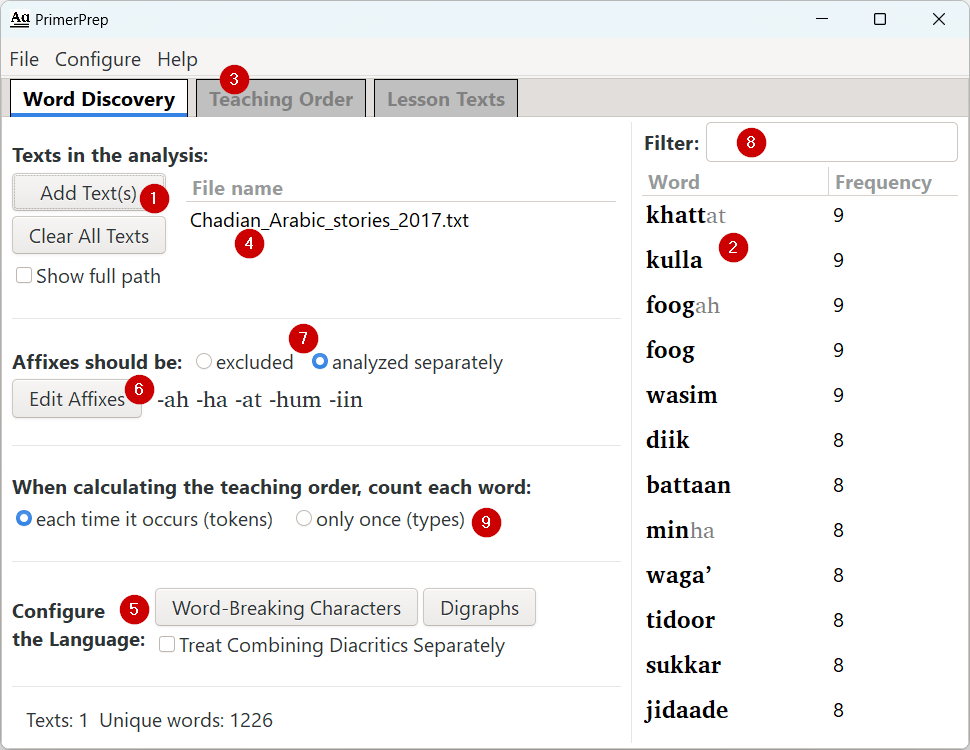 Aa PrimerPrep
File Configure Help
3
Word Discovery Teaching Order Lesson Texts
Texts in the analysis:
Add Text(s) 1 File name
Clear All Texts Chadian_Arabic_stories_2017.txt
4
Show full path
7
Affixes should be: excluded analyzed separately
Edit Affixes 6 -ah -ha -at -hum -iin
When calculating the teaching order, count each word:
each time it occurs (tokens) only once (types) 9
Configure the Language: 5 Word-Breaking Characters Digraphs
Treat Combining Diacritics Separately
Texts: 1 Unique words: 1226
Filter: 8
Word Frequency
khattat 9
2
kulla 9
foogah 9
foog 9
wasim 9
diik 8
battaan 8
minha 8
waga’ 8
tidoor 8
sukkar 8
jidaade 8